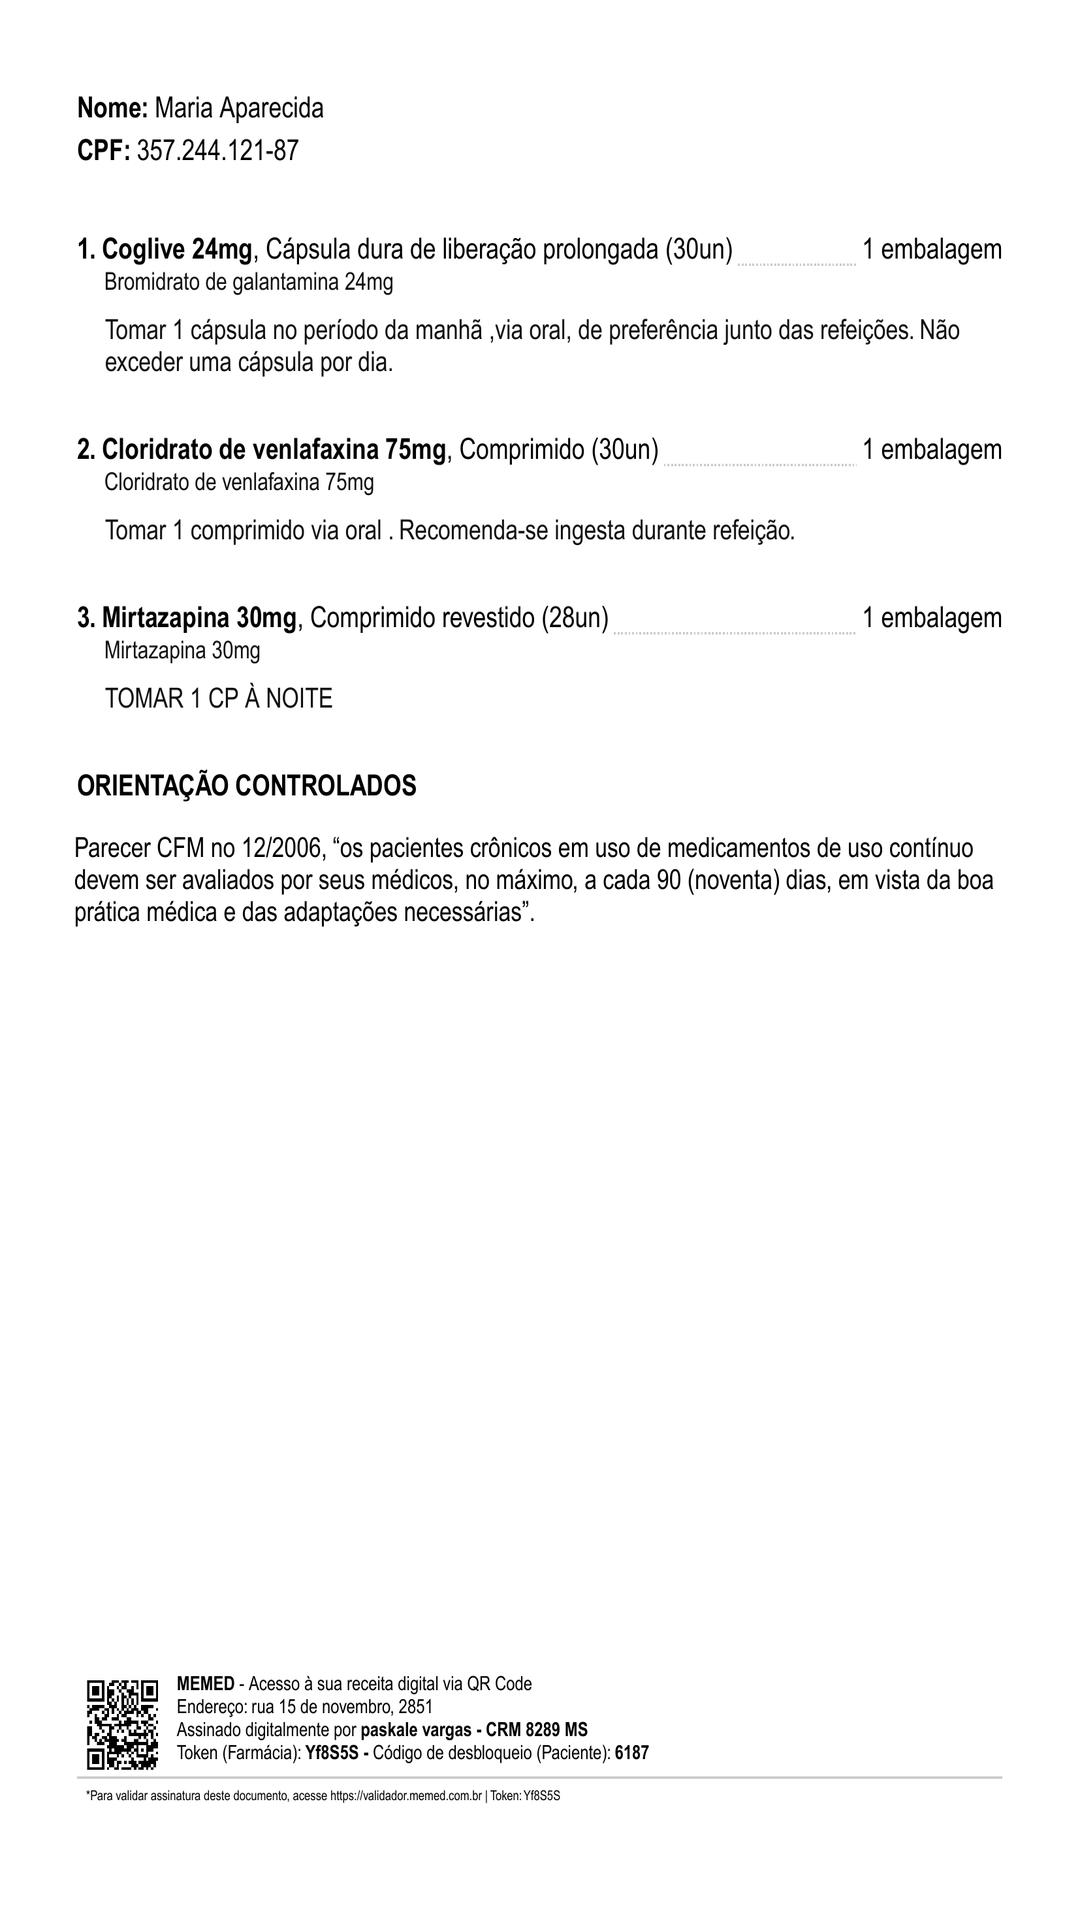 Nome: Maria Aparecida
CPF: 357.244.121-87
1. Coglive 24mg, Cápsula dura de liberação prolongada (30un) 1 embalagem
Bromidrato de galantamina 24mg
Tomar 1 cápsula no período da manhã ,via oral, de preferência junto das refeições. Não
exceder uma cápsula por dia.
2. Cloridrato de venlafaxina 75mg, Comprimido (30un) 1 embalagem
Cloridrato de venlafaxina 75mg
Tomar 1 comprimido via oral . Recomenda-se ingesta durante refeição.
3. Mirtazapina 30mg, Comprimido revestido (28un) 1 embalagem
Mirtazapina 30mg
TOMAR 1 CP À NOITE
ORIENTAÇÃO CONTROLADOS
Parecer CFM no 12/2006, “os pacientes crônicos em uso de medicamentos de uso contínuo
devem ser avaliados por seus médicos, no máximo, a cada 90 (noventa) dias, em vista da boa
prática médica e das adaptações necessárias”.
MEMED - Acesso à sua receita digital via QR Code
Endereço: rua 15 de novembro, 2851
Assinado digitalmente por paskale vargas - CRM 8289 MS
Token (Farmácia): Yf8S5S - Código de desbloqueio (Paciente): 6187
*Para validar assinatura deste documento, acesse https://validador.memed.com.br | Token: Yf8S5S